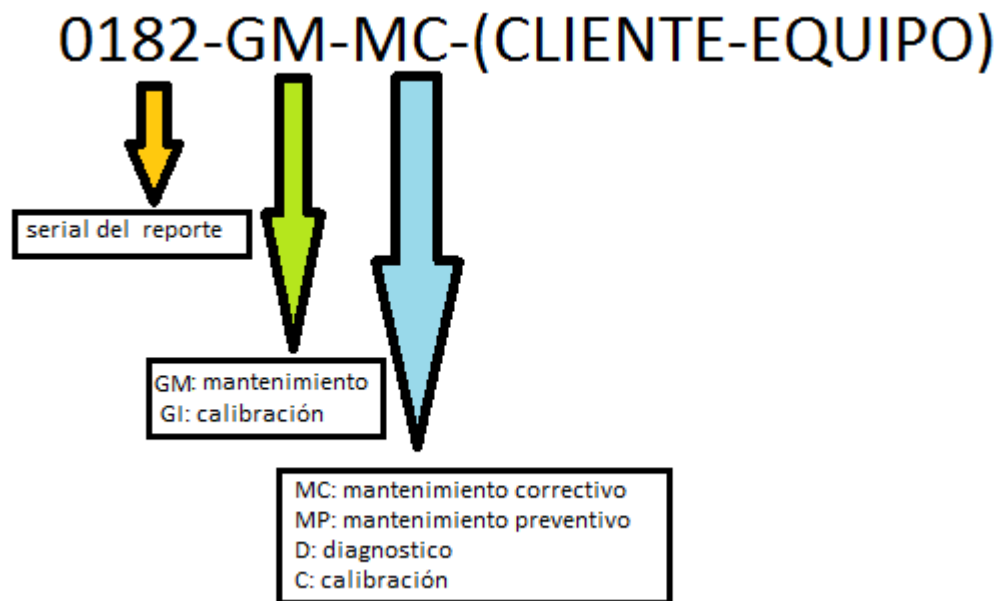 0182-GM-MC-(CLIENTE-EQUIPO)
serial del reporte
GM: mantenimiento
GI: calibración
MC: mantenimiento correctivo
MP: mantenimiento preventivo
D: diagnostico
C: calibración